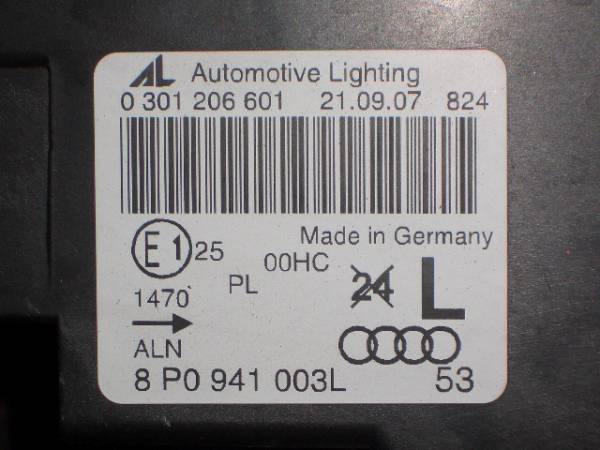 AL Automotive Lighting
0 301 206 601 21.09.07 824
Made in Germany
E1 25
00HC
PL
24 L
1470
ALN
8 P0 941 003L 53